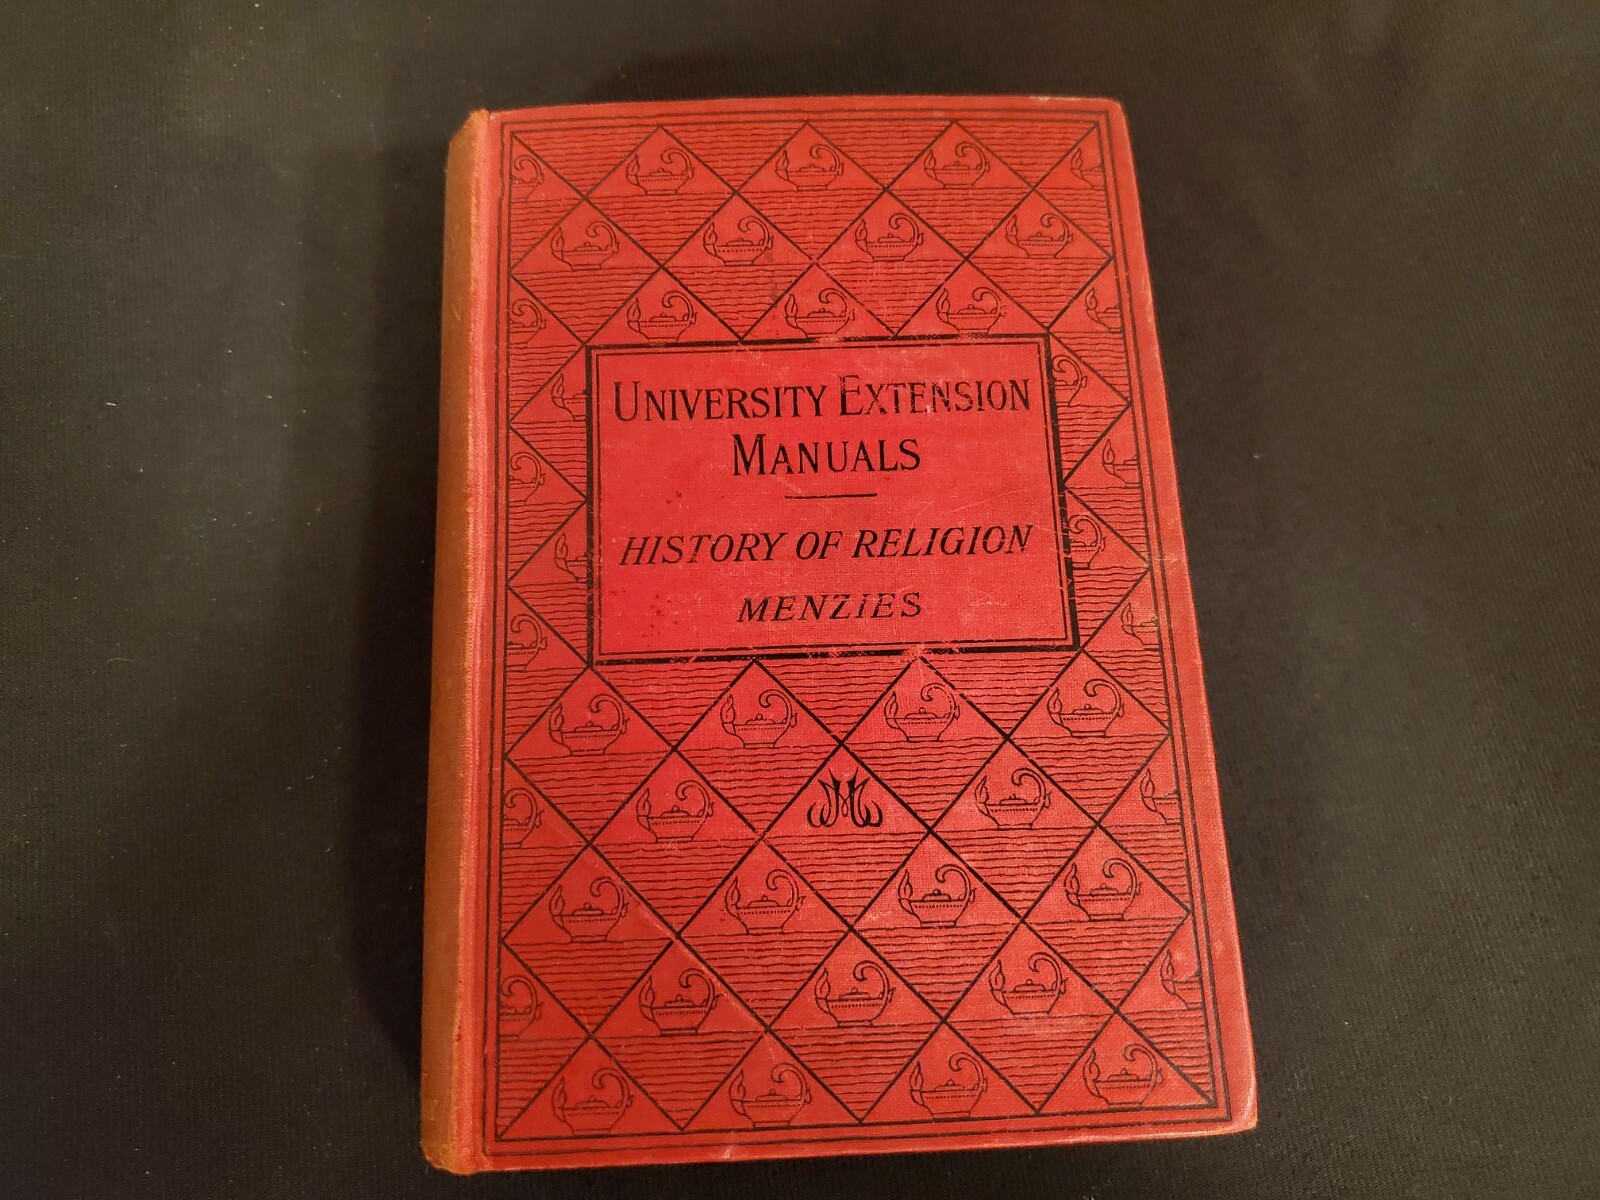 UNIVERSITY EXTENSION
MANUALS
HISTORY OF RELIGION
MENZIES